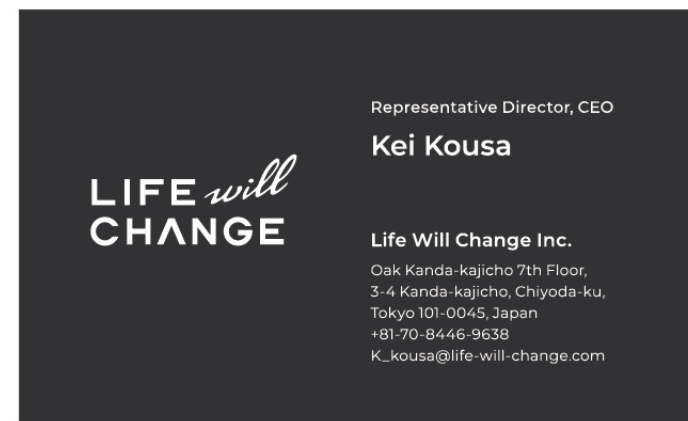 LIFE will
CHANGE
Representative Director, CEO
Kei Kousa
Life Will Change Inc.
Oak Kanda-kajicho 7th Floor,
3-4 Kanda-kajicho, Chiyoda-ku,
Tokyo 101-0045, Japan
+81-70-8446-9638
K_kousa@life-will-change.com